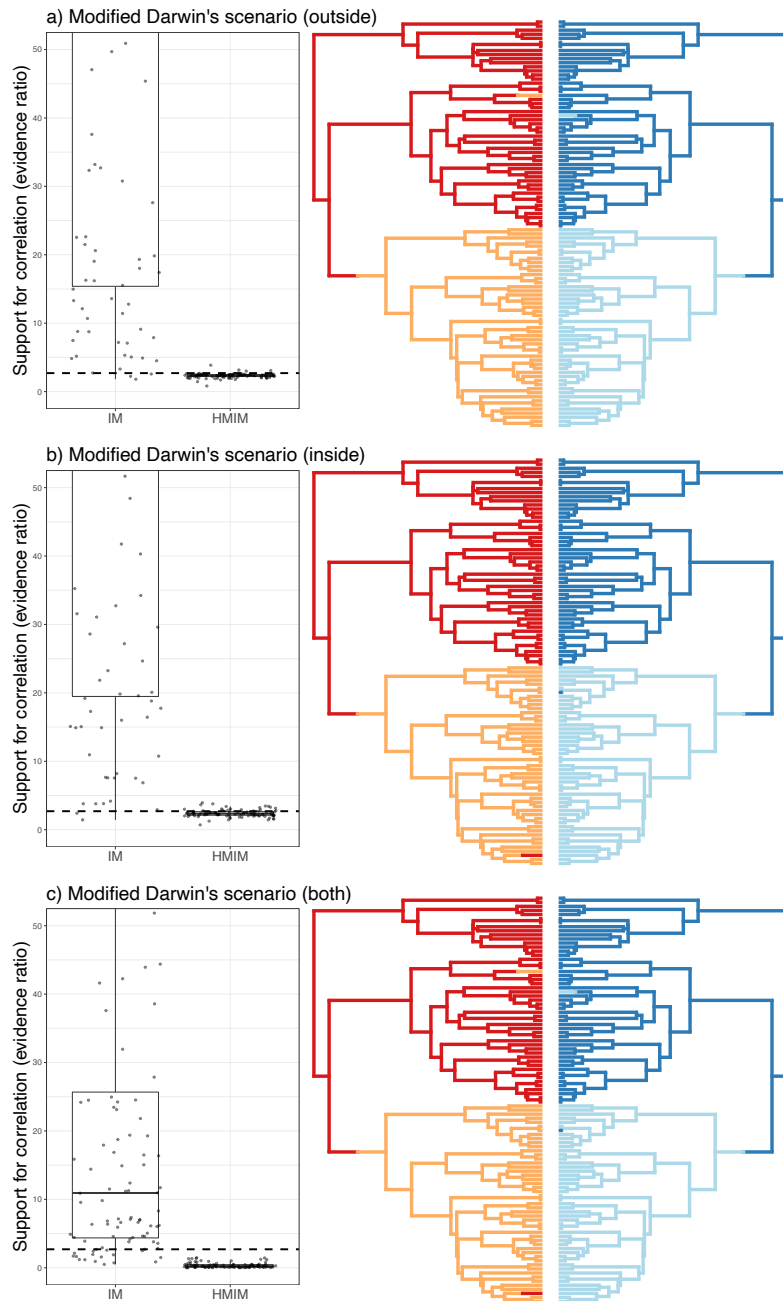 a) Modified Darwin's scenario (outside)
Support for correlation (evidence ratio)
50
40
30
20
10
0
IM HMIM
b) Modified Darwin's scenario (inside)
Support for correlation (evidence ratio)
50
40
30
20
10
0
IM HMIM
c) Modified Darwin's scenario (both)
Support for correlation (evidence ratio)
50
40
30
20
10
0
IM HMIM